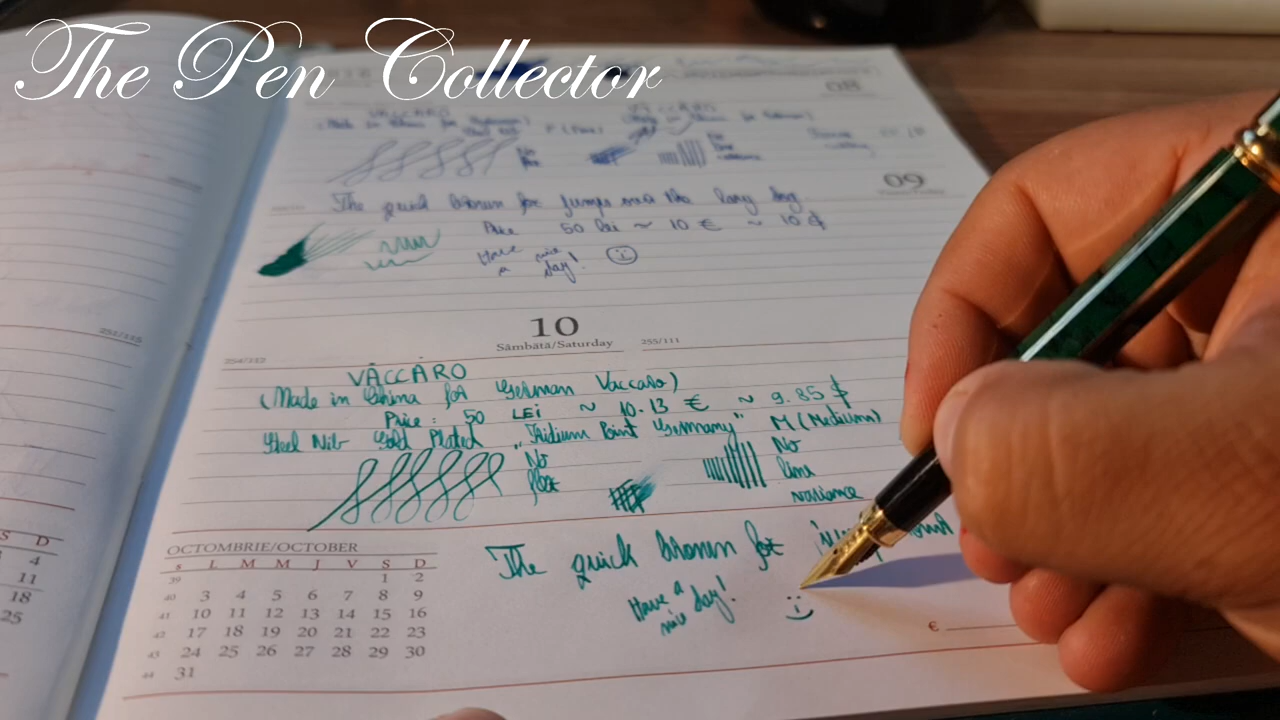 The Pen Collector
08
VACCARO
F (Fine)
09
The quick brown fox jumps over the lazy dog
Price 50 lei ~ 10 € ~ 10 $
Have a nice day!
10
Sâmbătă/Saturday
254/112
255/111
VACCARO
(Made in China for German Vaccaro)
Price : 50 LEI ~ 10.13 € ~ 9.85 $
Steel Nib Gold Plated „Iridium Point Germany" M (Medium)
No flex
No line variance
The quick brown fox
Have a nice day!
€
OCTOMBRIE/OCTOBER
s L M M J V S D
39 1 2
40 3 4 5 6 7 8 9
41 10 11 12 13 14 15 16
42 17 18 19 20 21 22 23
43 24 25 26 27 28 29 30
44 31
S D
4
11
18
25